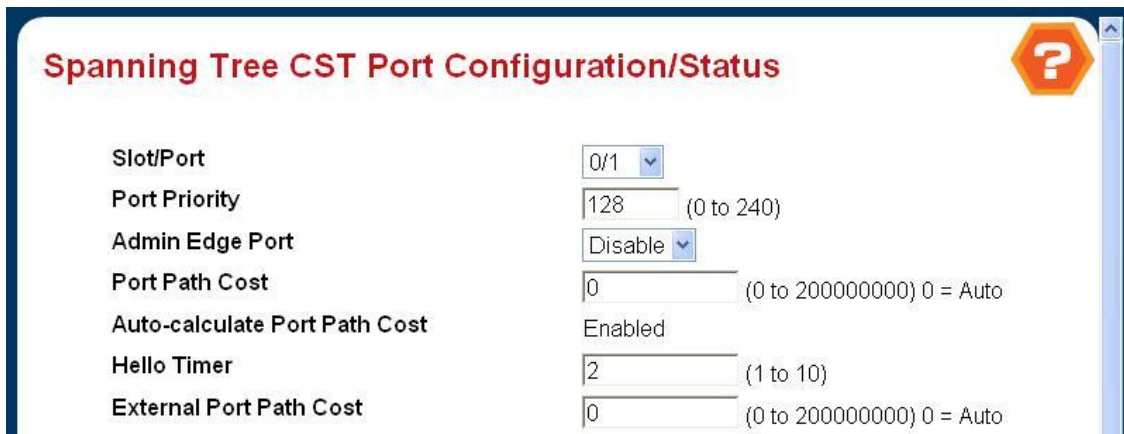 Spanning Tree CST Port Configuration/Status
?
Slot/Port 0/1
Port Priority 128 (0 to 240)
Admin Edge Port Disable
Port Path Cost 0 (0 to 200000000) 0 = Auto
Auto-calculate Port Path Cost Enabled
Hello Timer 2 (1 to 10)
External Port Path Cost 0 (0 to 200000000) 0 = Auto